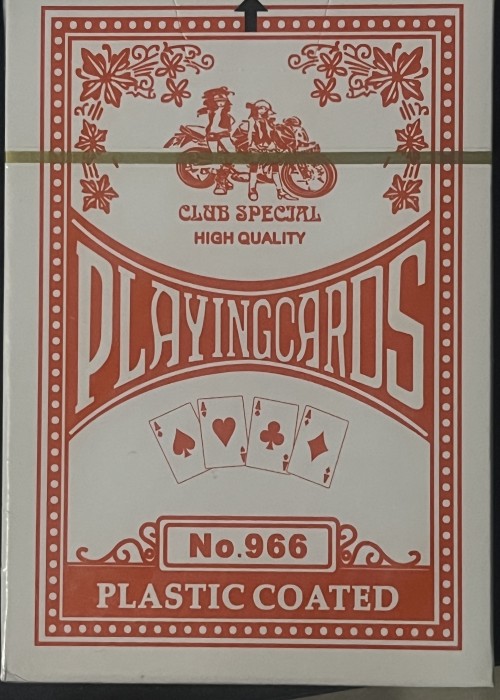 CLUB SPECIAL
HIGH QUALITY
PLAYINGCARDS
A A A A
No.966
PLASTIC COATED